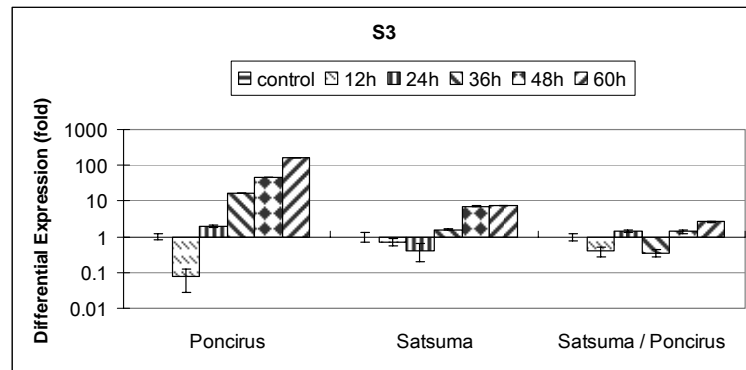 S3
control 12h 24h 36h 48h 60h
Differential Expression (fold)
1000
100
10
1
0.1
0.01
Poncirus Satsuma Satsuma / Poncirus